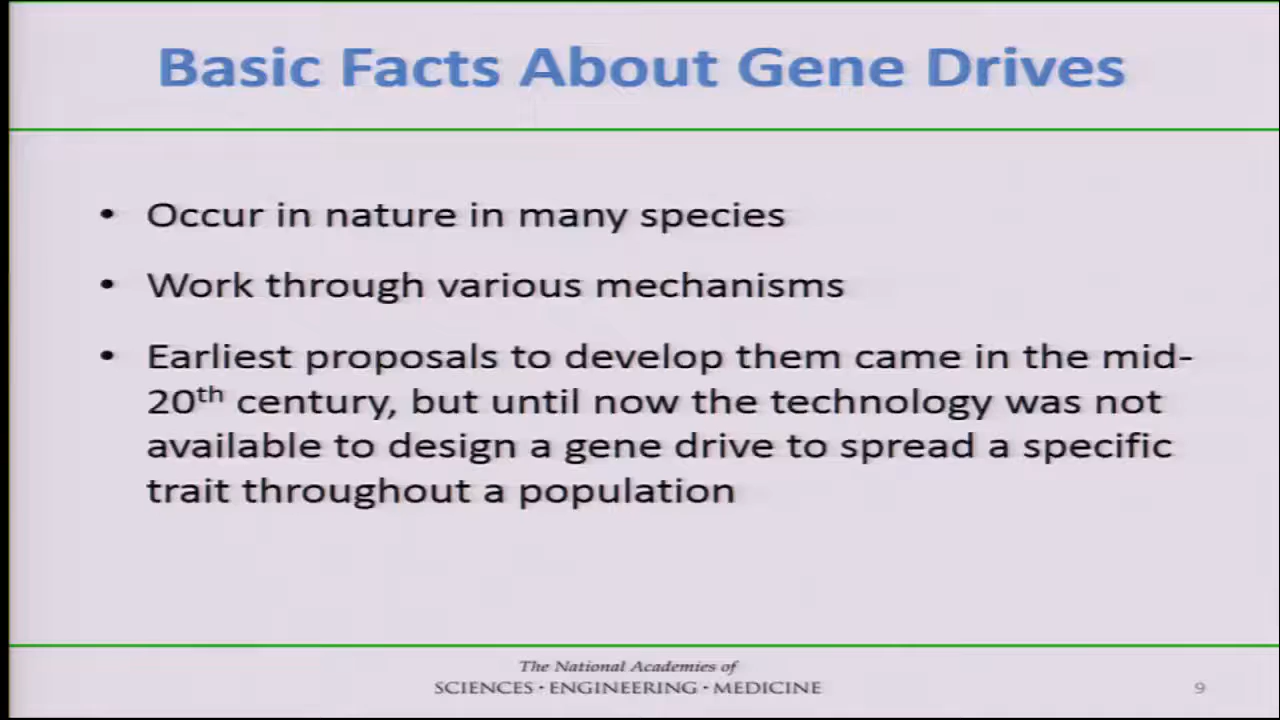 Basic Facts About Gene Drives
• Occur in nature in many species
• Work through various mechanisms
• Earliest proposals to develop them came in the mid-
20th century, but until now the technology was not
available to design a gene drive to spread a specific
trait throughout a population
The National Academies of
SCIENCES · ENGINEERING · MEDICINE
9